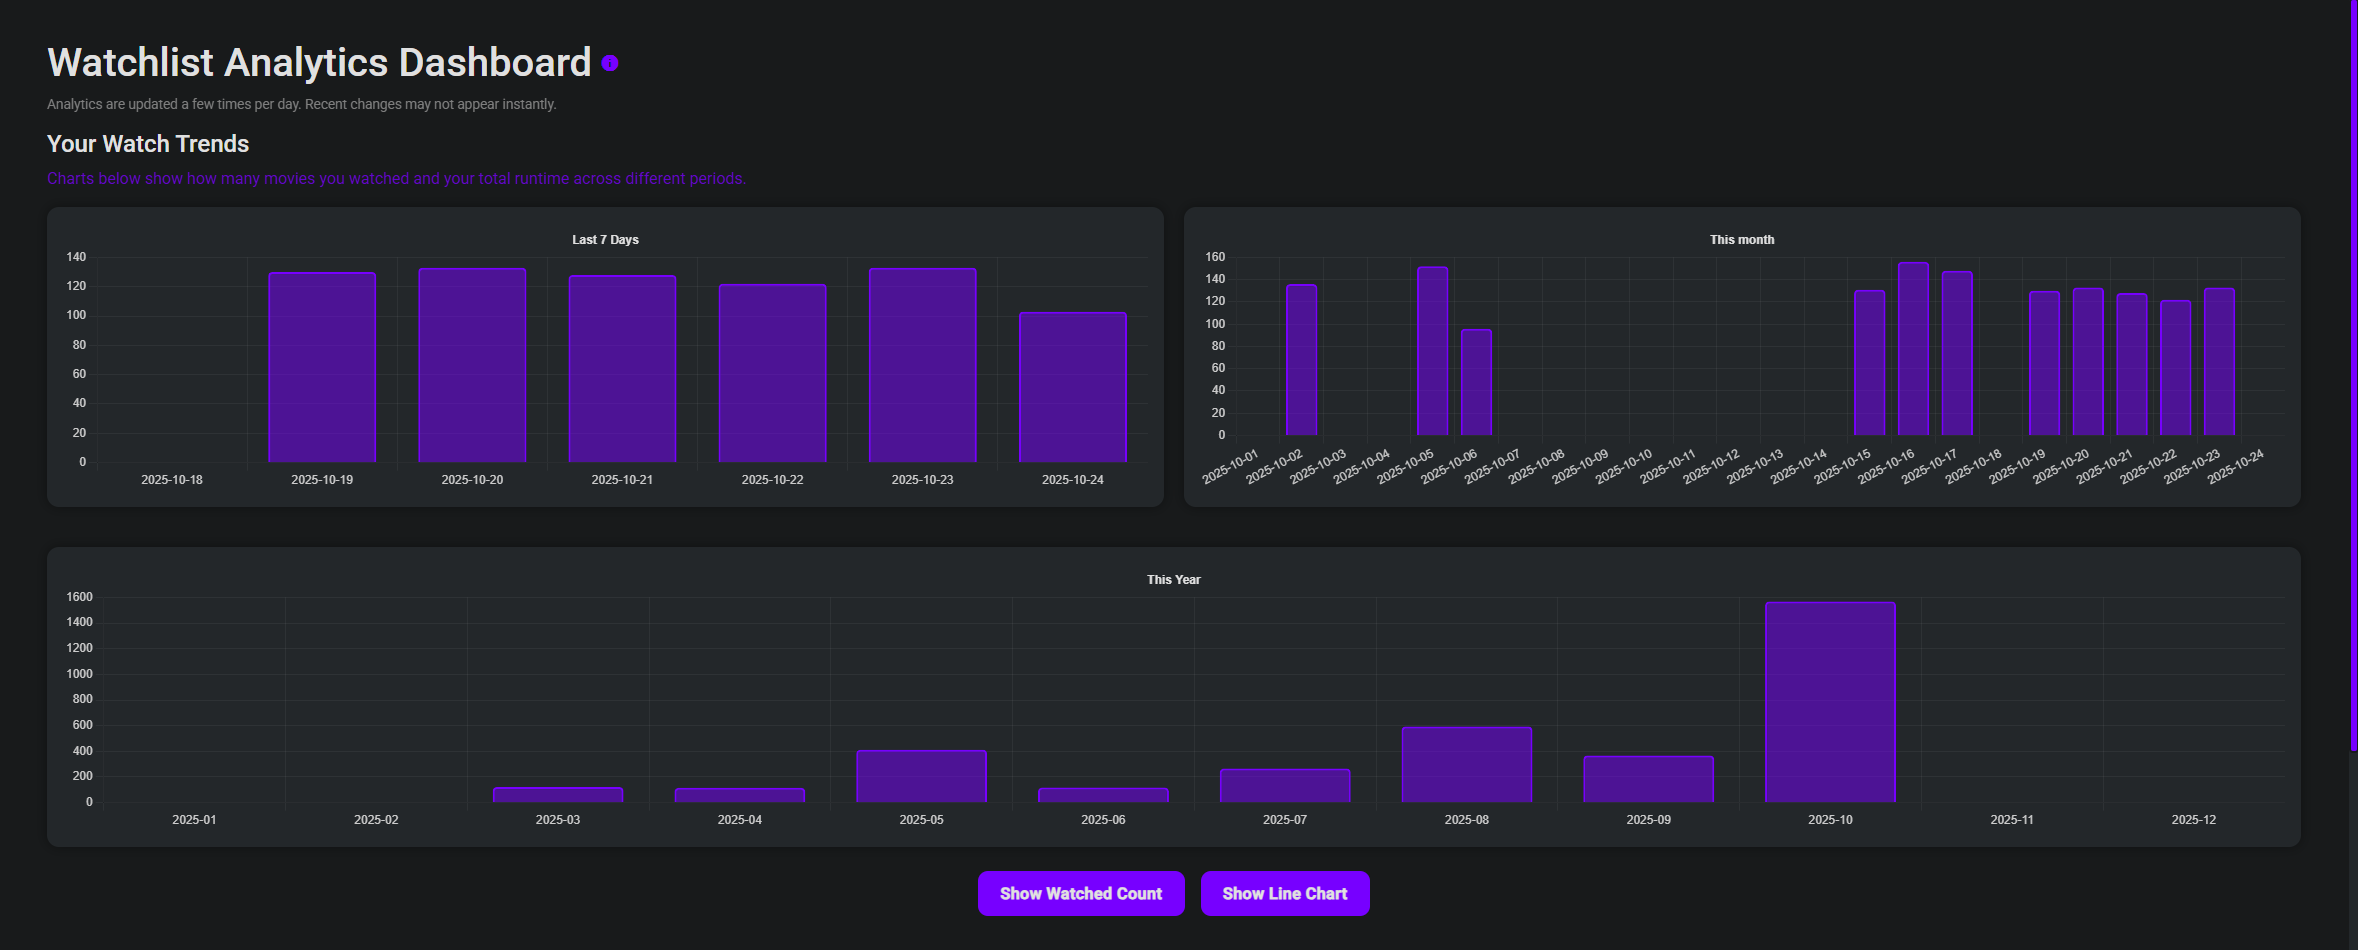 Watchlist Analytics Dashboard
Analytics are updated a few times per day. Recent changes may not appear instantly.
Your Watch Trends
Charts below show how many movies you watched and your total runtime across different periods.
Last 7 Days
140
120
100
80
60
40
20
0
2025-10-18 2025-10-19 2025-10-20 2025-10-21 2025-10-22 2025-10-23 2025-10-24
This month
160
140
120
100
80
60
40
20
0
2025-10-01 2025-10-02 2025-10-03 2025-10-04 2025-10-05 2025-10-06 2025-10-07 2025-10-08 2025-10-09 2025-10-10 2025-10-11 2025-10-12 2025-10-13 2025-10-14 2025-10-15 2025-10-16 2025-10-17 2025-10-18 2025-10-19 2025-10-20 2025-10-21 2025-10-22 2025-10-23 2025-10-24
This Year
1600
1400
1200
1000
800
600
400
200
0
2025-01 2025-02 2025-03 2025-04 2025-05 2025-06 2025-07 2025-08 2025-09 2025-10 2025-11 2025-12
Show Watched Count Show Line Chart